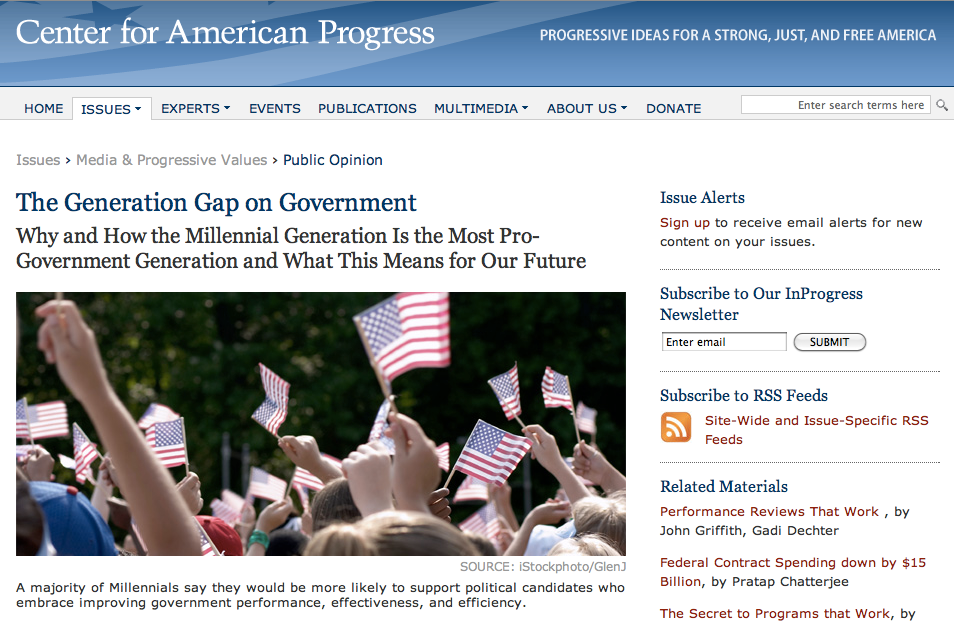 Center for American Progress
PROGRESSIVE IDEAS FOR A STRONG, JUST, AND FREE AMERICA
HOME ISSUES EXPERTS EVENTS PUBLICATIONS MULTIMEDIA ABOUT US DONATE Enter search terms here
Issues › Media & Progressive Values › Public Opinion
The Generation Gap on Government
Why and How the Millennial Generation Is the Most Pro-
Government Generation and What This Means for Our Future
SOURCE: iStockphoto/GlenJ
A majority of Millennials say they would be more likely to support political candidates who
embrace improving government performance, effectiveness, and efficiency.
Issue Alerts
Sign up to receive email alerts for new
content on your issues.
Subscribe to Our InProgress
Newsletter
Enter email SUBMIT
Subscribe to RSS Feeds
Site-Wide and Issue-Specific RSS
Feeds
Related Materials
Performance Reviews That Work , by
John Griffith, Gadi Dechter
Federal Contract Spending down by $15
Billion, by Pratap Chatterjee
The Secret to Programs that Work, by